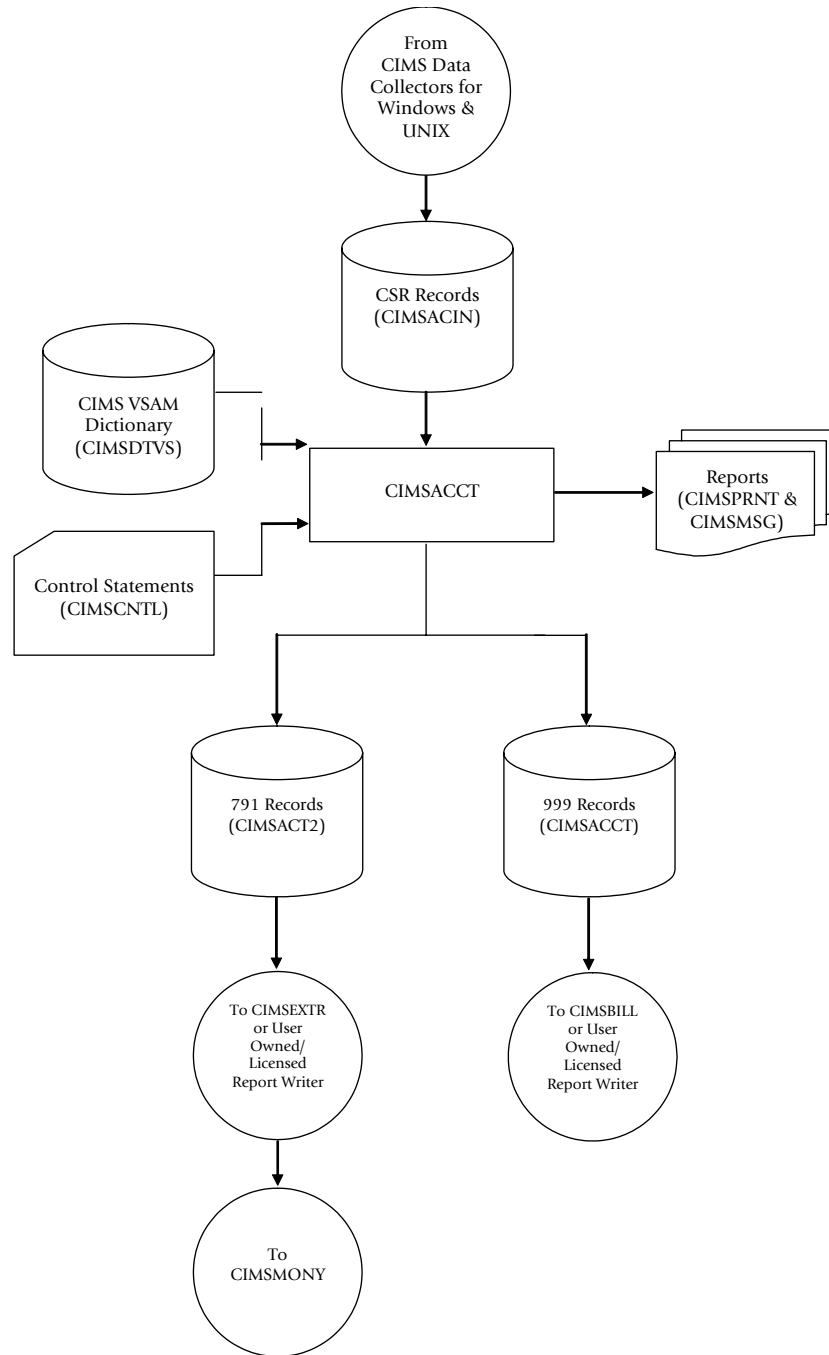 From
CIMS Data
Collectors for
Windows &
UNIX
CSR Records
(CIMSACIN)
CIMS VSAM
Dictionary
(CIMSDTVS)
CIMSACCT
Reports
(CIMSPRNT &
CIMSMSG)
Control Statements
(CIMSCNTL)
791 Records
(CIMSACT2)
999 Records
(CIMSACCT)
To CIMSEXTR
or User
Owned/
Licensed
Report Writer
To CIMSBILL
or User
Owned/
Licensed
Report Writer
To
CIMSMONY